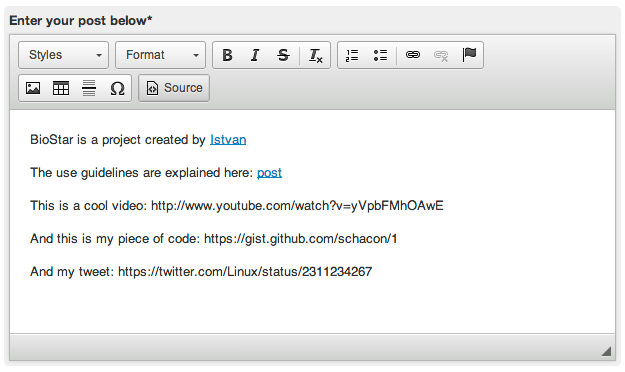 Enter your post below*
Styles Format B I S Tx
Ω Source
BioStar is a project created by Istvan
The use guidelines are explained here: post
This is a cool video: http://www.youtube.com/watch?v=yVpbFMhOAwE
And this is my piece of code: https://gist.github.com/schacon/1
And my tweet: https://twitter.com/Linux/status/2311234267